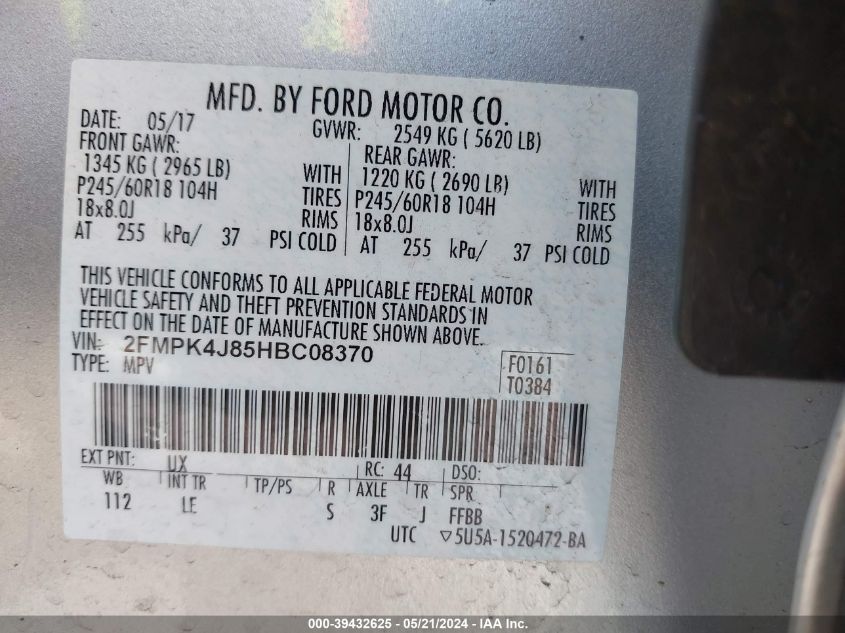 MFD. BY FORD MOTOR CO.
DATE: 05/17 GVWR: 2549 KG ( 5620 LB)
FRONT GAWR: REAR GAWR:
1345 KG ( 2965 LB) WITH 1220 KG ( 2690 LB) WITH
P245/60R18 104H TIRES P245/60R18 104H TIRES
18x8.0J RIMS 18x8.0J RIMS
AT 255 kPa/ 37 PSI COLD AT 255 kPa/ 37 PSI COLD
THIS VEHICLE CONFORMS TO ALL APPLICABLE FEDERAL MOTOR
VEHICLE SAFETY AND THEFT PREVENTION STANDARDS IN
EFFECT ON THE DATE OF MANUFACTURE SHOWN ABOVE.
VIN: 2FMPK4J85HBC08370
TYPE: MPV
F0161
T0384
EXT PNT: UX RC: 44 DSO:
WB INT TR TP/PS R AXLE TR SPR
112 LE S 3F J FFBB
UTC ▽5U5A-1520472-BA
000-39432625 - 05/21/2024 - IAA Inc.